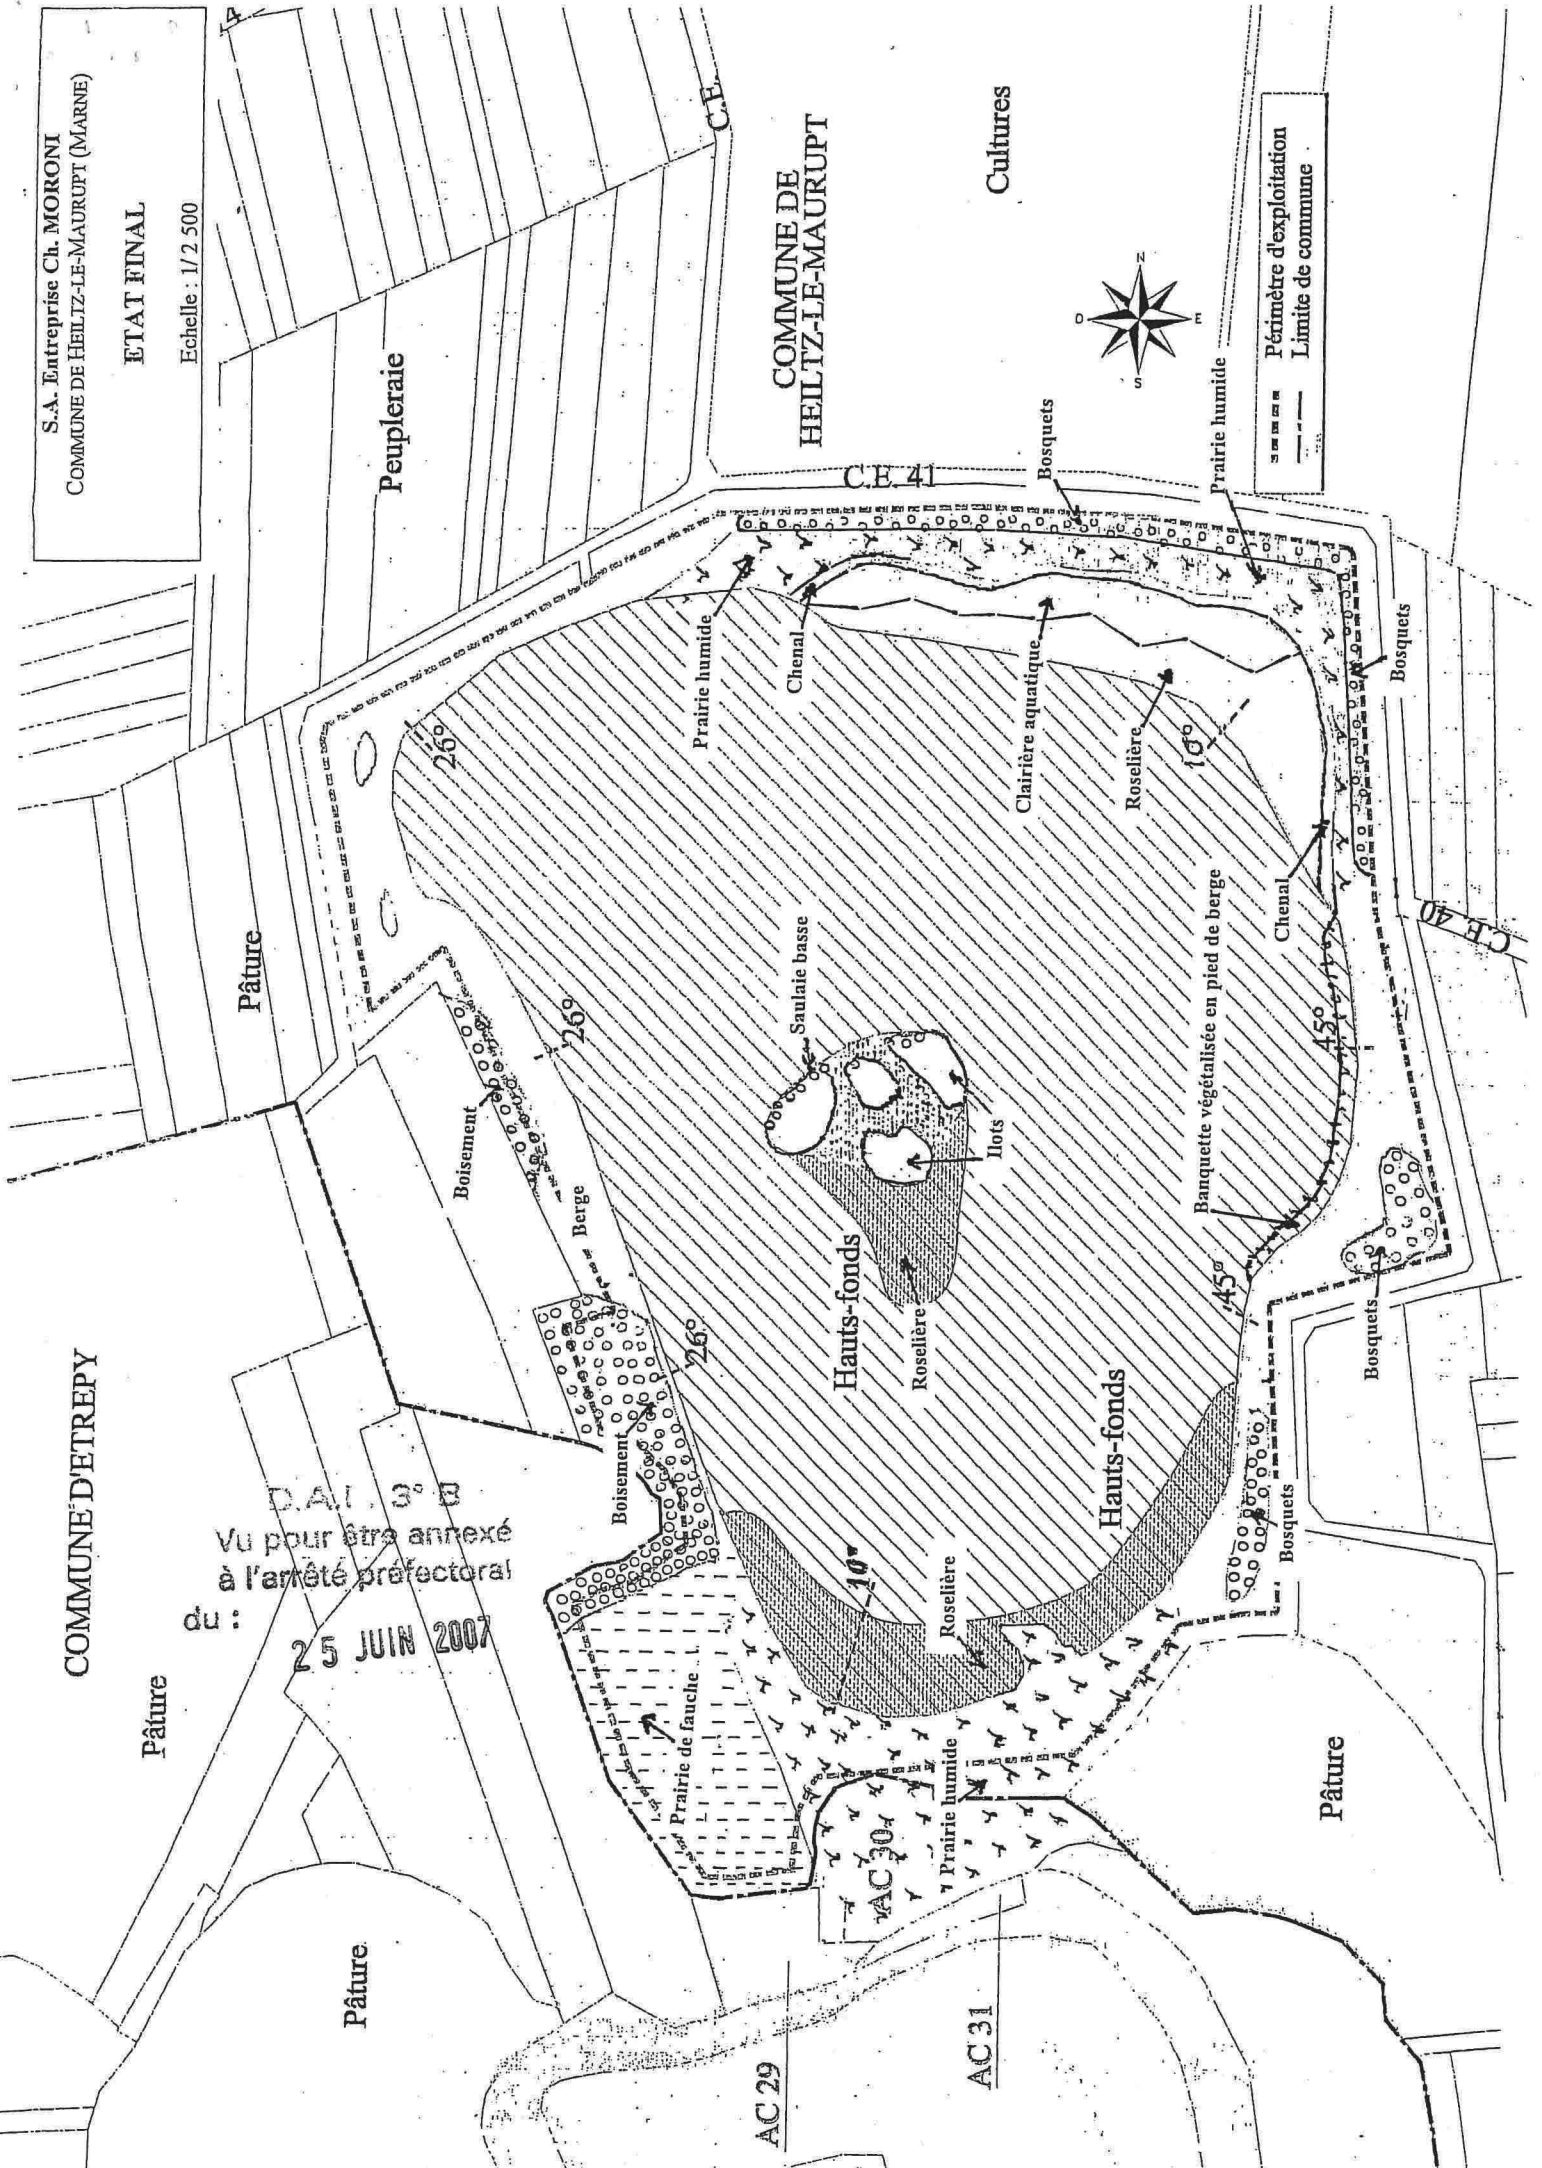 S.A. Entreprise Ch. MORONI
COMMUNE DE HEILTZ-LE-MAURUPT (MARNE)
ETAT FINAL
Echelle : 1/2 500
4
C.E.
Peupleraie
COMMUNE DE
HEILTZ-LE-MAURUPT
Cultures
N
O
E
S
Périmètre d'exploitation
Limite de commune
C.E. 41
Bosquets
Prairie humide
Prairie humide
Chenal
Clairière aquatique
Roselière
10°
Bosquets
26°
Pâture
Saulaie basse
Banquette végétalisée en pied de berge
Chenal
C.E. 40
26°
45°
Boisement
Berge
Ilots
Hauts-fonds
Roselière
45°
Bosquets
26°
COMMUNE D'ETREPY
Boisement
Hauts-fonds
Bosquets
D.A.I. 3° B
Vu pour être annexé
à l'arrêté préfectoral
du :
25 JUIN 2007
10°
Roselière
Pâture
Prairie de fauche
Prairie humide
Pâture
AC 30
Pâture
AC 29
AC 31